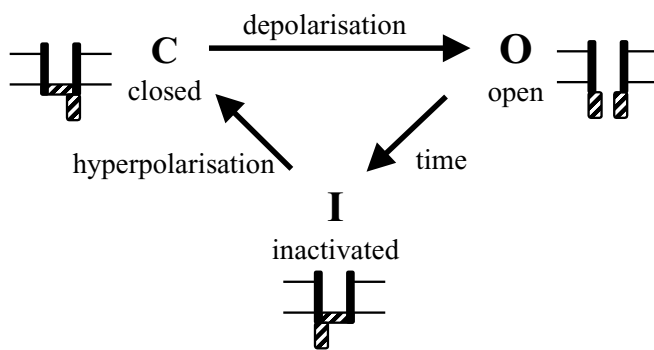 depolarisation
C
O
closed
open
hyperpolarisation
time
I
inactivated